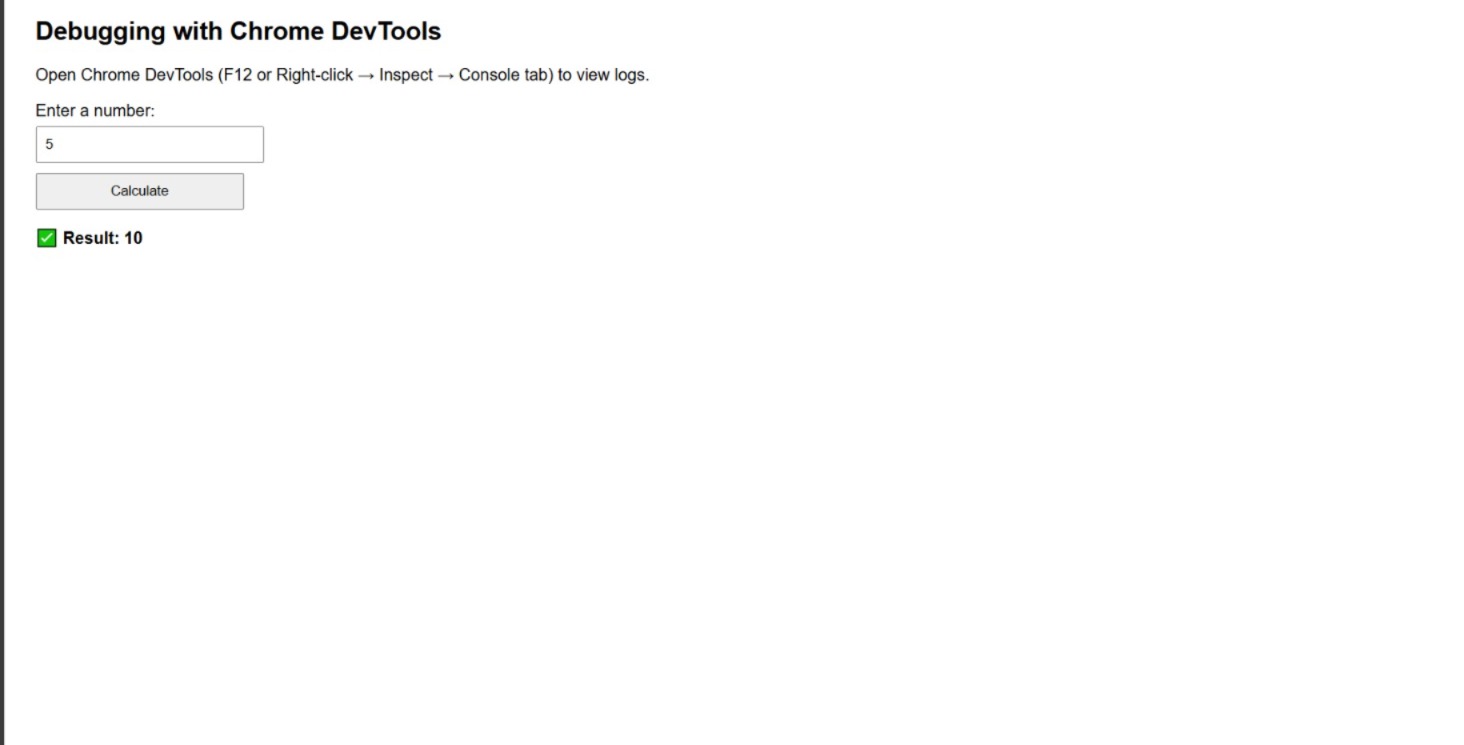 Debugging with Chrome DevTools
Open Chrome DevTools (F12 or Right-click → Inspect → Console tab) to view logs.
Enter a number:
5
Calculate
✅ Result: 10